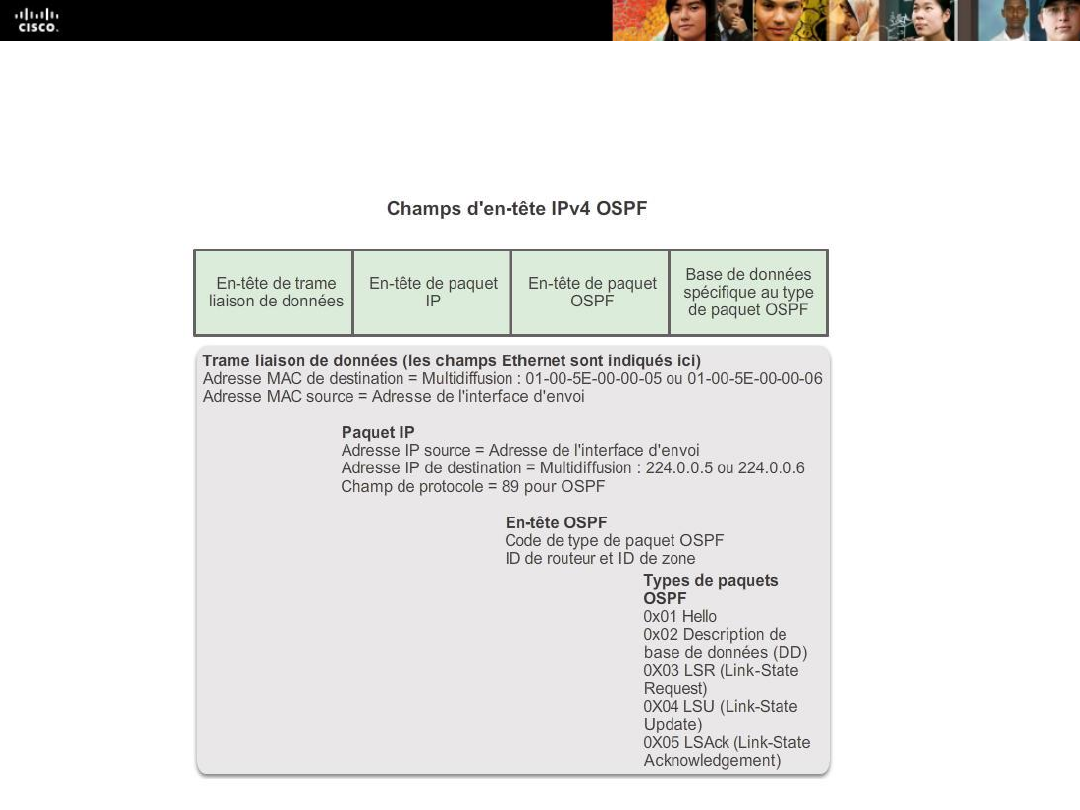 CISCO.
Champs d'en-tête IPv4 OSPF
En-tête de trame
liaison de données
En-tête de paquet
IP
En-tête de paquet
OSPF
Base de données
spécifique au type
de paquet OSPF
Trame liaison de données (les champs Ethernet sont indiqués ici)
Adresse MAC de destination = Multidiffusion : 01-00-5E-00-00-05 ou 01-00-5E-00-00-06
Adresse MAC source = Adresse de l'interface d'envoi
Paquet IP
Adresse IP source = Adresse de l'interface d'envoi
Adresse IP de destination = Multidiffusion : 224.0.0.5 ou 224.0.0.6
Champ de protocole = 89 pour OSPF
En-tête OSPF
Code de type de paquet OSPF
ID de routeur et ID de zone
Types de paquets
OSPF
0x01 Hello
0x02 Description de
base de données (DD)
0X03 LSR (Link-State
Request)
0X04 LSU (Link-State
Update)
0X05 LSAck (Link-State
Acknowledgement)